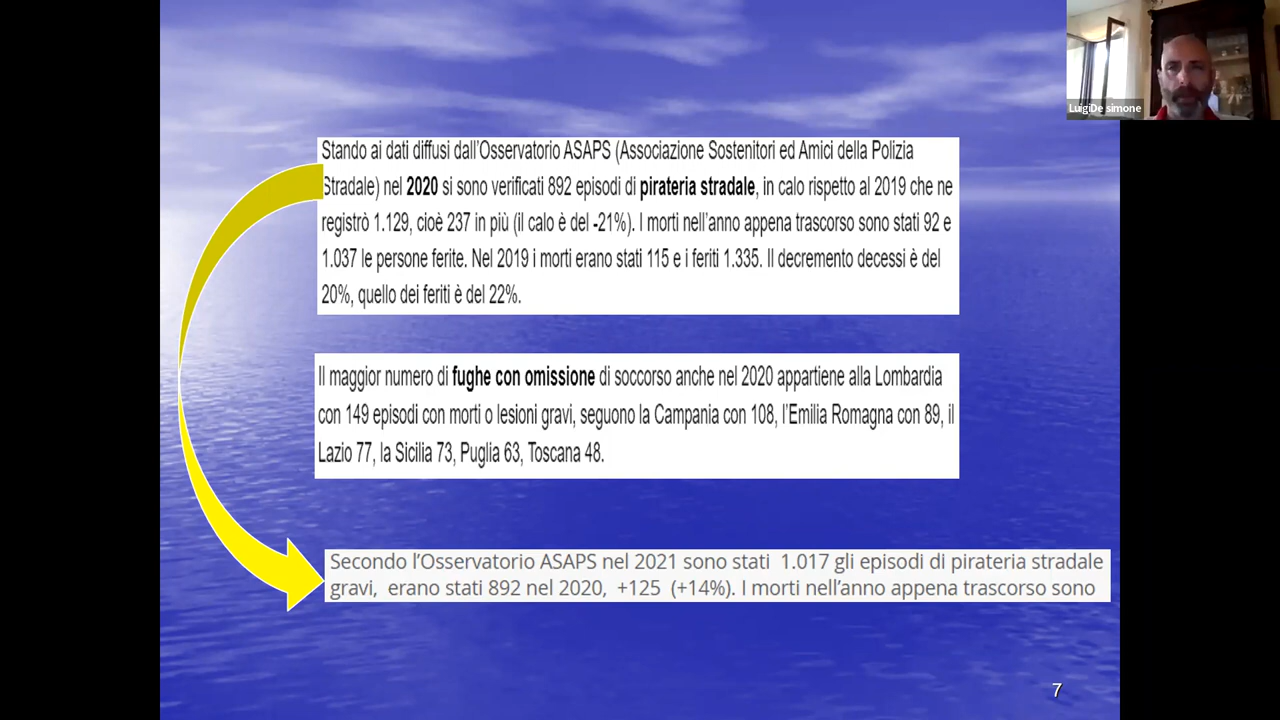 LuigiDe simone
Stando ai dati diffusi dall'Osservatorio ASAPS (Associazione Sostenitori ed Amici della Polizia
Stradale) nel 2020 si sono verificati 892 episodi di pirateria stradale, in calo rispetto al 2019 che ne
registrò 1.129, cioè 237 in più (il calo è del -21%). I morti nell'anno appena trascorso sono stati 92 e
1.037 le persone ferite. Nel 2019 i morti erano stati 115 e i feriti 1.335. Il decremento decessi è del
20%, quello dei feriti è del 22%.
Il maggior numero di fughe con omissione di soccorso anche nel 2020 appartiene alla Lombardia
con 149 episodi con morti o lesioni gravi, seguono la Campania con 108, l'Emilia Romagna con 89, il
Lazio 77, la Sicilia 73, Puglia 63, Toscana 48.
Secondo l'Osservatorio ASAPS nel 2021 sono stati 1.017 gli episodi di pirateria stradale
gravi, erano stati 892 nel 2020, +125 (+14%). I morti nell'anno appena trascorso sono
7